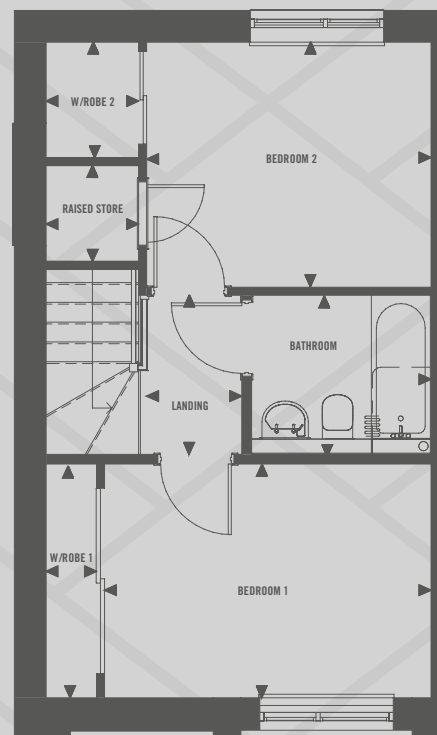 W/ROBE 2
BEDROOM 2
RAISED STORE
BATHROOM
LANDING
W/ROBE 1
BEDROOM 1